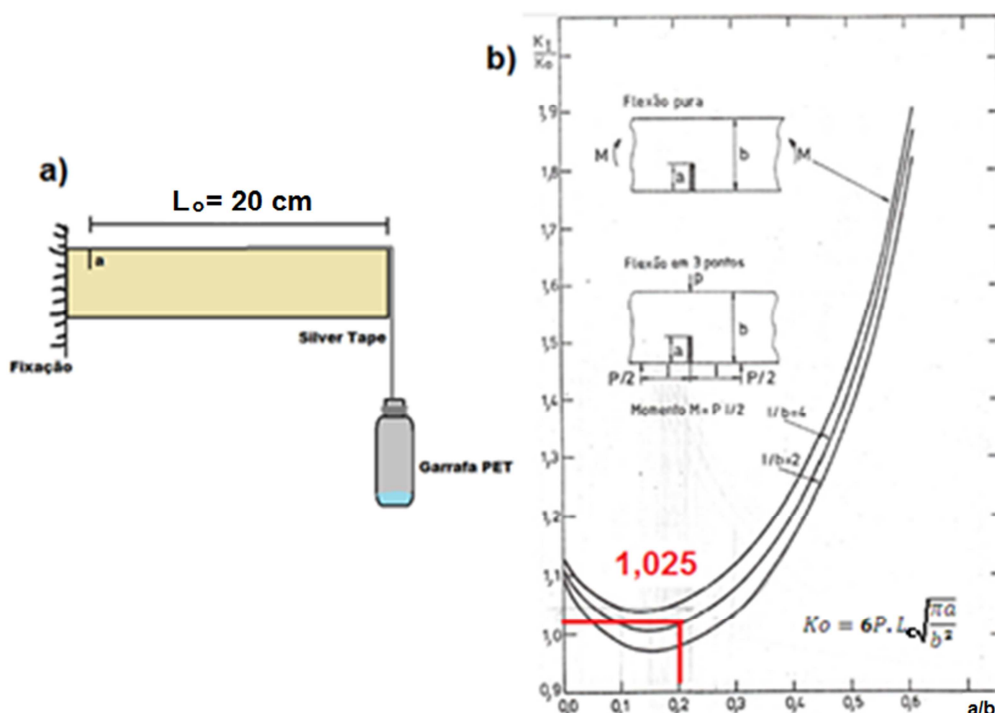 a)
Lo= 20 cm
a
Silver Tape
Fixação
Garrafa PET
b)
K1
Ko
1,9
1,8
1,7
1,6
1,5
1,4
1,3
1,2
1,1
1,0
0,9
Flexão pura
M
a
b
M
Flexão em 3 pontos
P
a
b
P/2
l
l
P/2
Momento M= P l/2
l/b=4
l/b=2
1,025
Ko = 6P.Lo√πa/b²
0,0 0,1 0,2 0,3 0,4 0,5 0,6 a/b